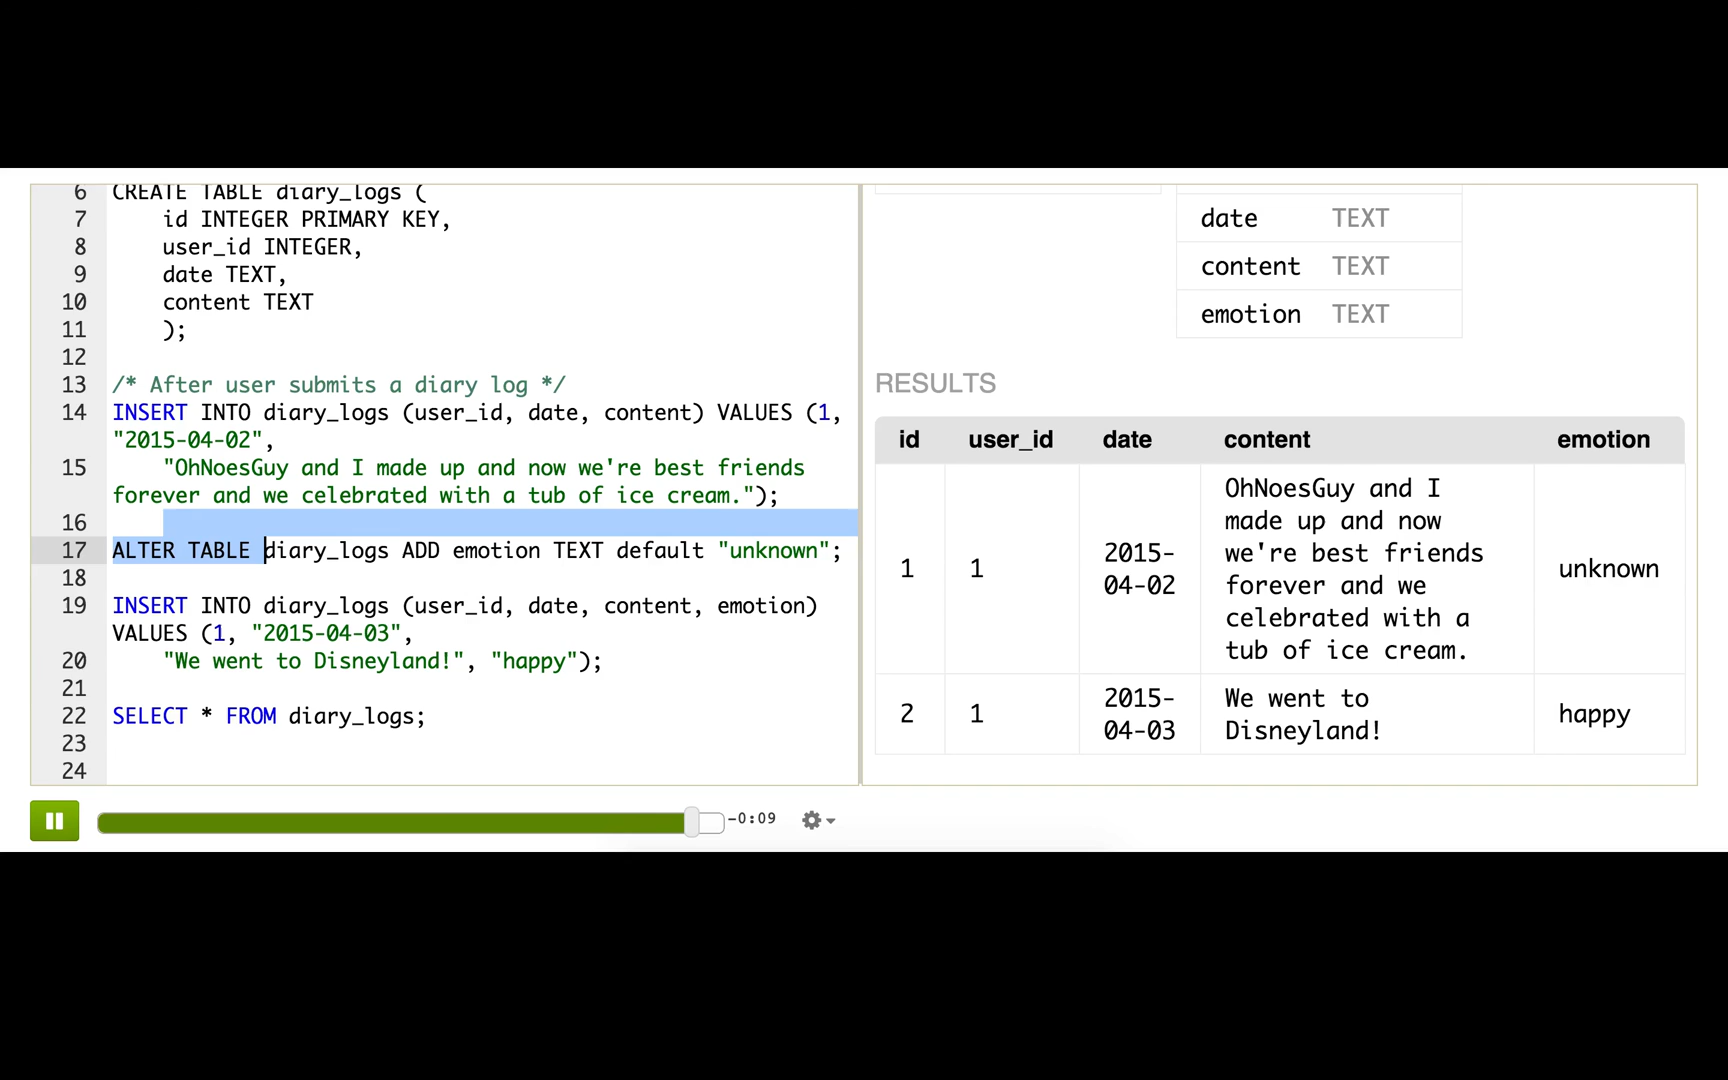 6 CREATE TABLE diary_logs (
7 id INTEGER PRIMARY KEY,
8 user_id INTEGER,
9 date TEXT,
10 content TEXT
11 );
12
13 /* After user submits a diary log */
14 INSERT INTO diary_logs (user_id, date, content) VALUES (1,
"2015-04-02",
15 "OhNoesGuy and I made up and now we're best friends
forever and we celebrated with a tub of ice cream.");
16
17 ALTER TABLE diary_logs ADD emotion TEXT default "unknown";
18
19 INSERT INTO diary_logs (user_id, date, content, emotion)
VALUES (1, "2015-04-03",
20 "We went to Disneyland!", "happy");
21
22 SELECT * FROM diary_logs;
23
24
date TEXT
content TEXT
emotion TEXT
RESULTS
id user_id date content emotion
1 1 2015-
04-02 OhNoesGuy and I
made up and now
we're best friends
forever and we
celebrated with a
tub of ice cream. unknown
2 1 2015-
04-03 We went to
Disneyland! happy
-0:09